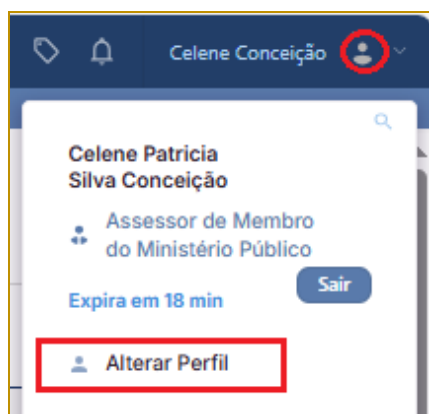 Celene Conceição
Celene Patricia
Silva Conceição
Assessor de Membro
do Ministério Público
Sair
Expira em 18 min
Alterar Perfil